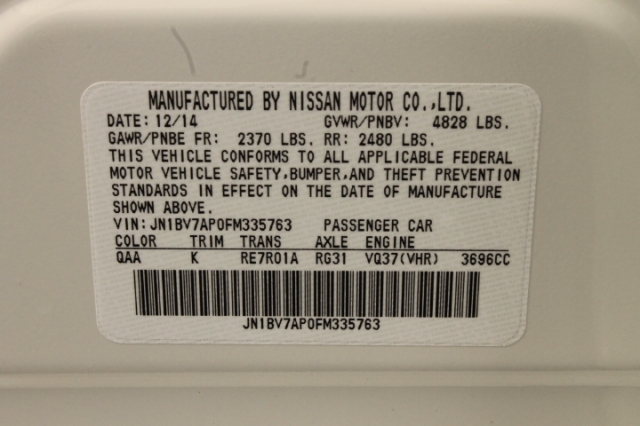 MANUFACTURED BY NISSAN MOTOR CO.,LTD.
DATE: 12/14 GVWR/PNBV: 4828 LBS.
GAWR/PNBE FR: 2370 LBS. RR: 2480 LBS.
THIS VEHICLE CONFORMS TO ALL APPLICABLE FEDERAL
MOTOR VEHICLE SAFETY,BUMPER,AND THEFT PREVENTION
STANDARDS IN EFFECT ON THE DATE OF MANUFACTURE
SHOWN ABOVE.
VIN: JN1BV7AP0FM335763 PASSENGER CAR
COLOR TRIM TRANS AXLE ENGINE
QAA K RE7R01A RG31 VQ37(VHR) 3696CC
JN1BV7AP0FM335763